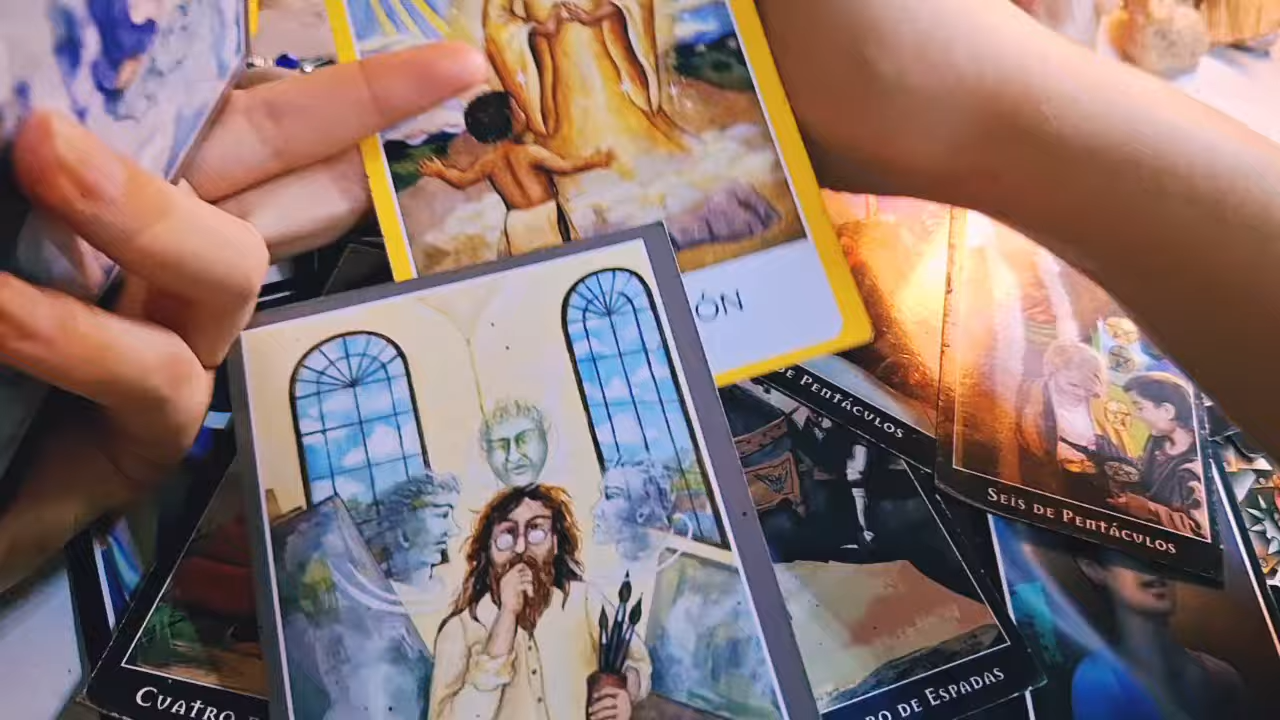 ÓN
DE PENTÁCULOS
SEIS DE PENTÁCULOS
CUATRO
RO DE ESPADAS